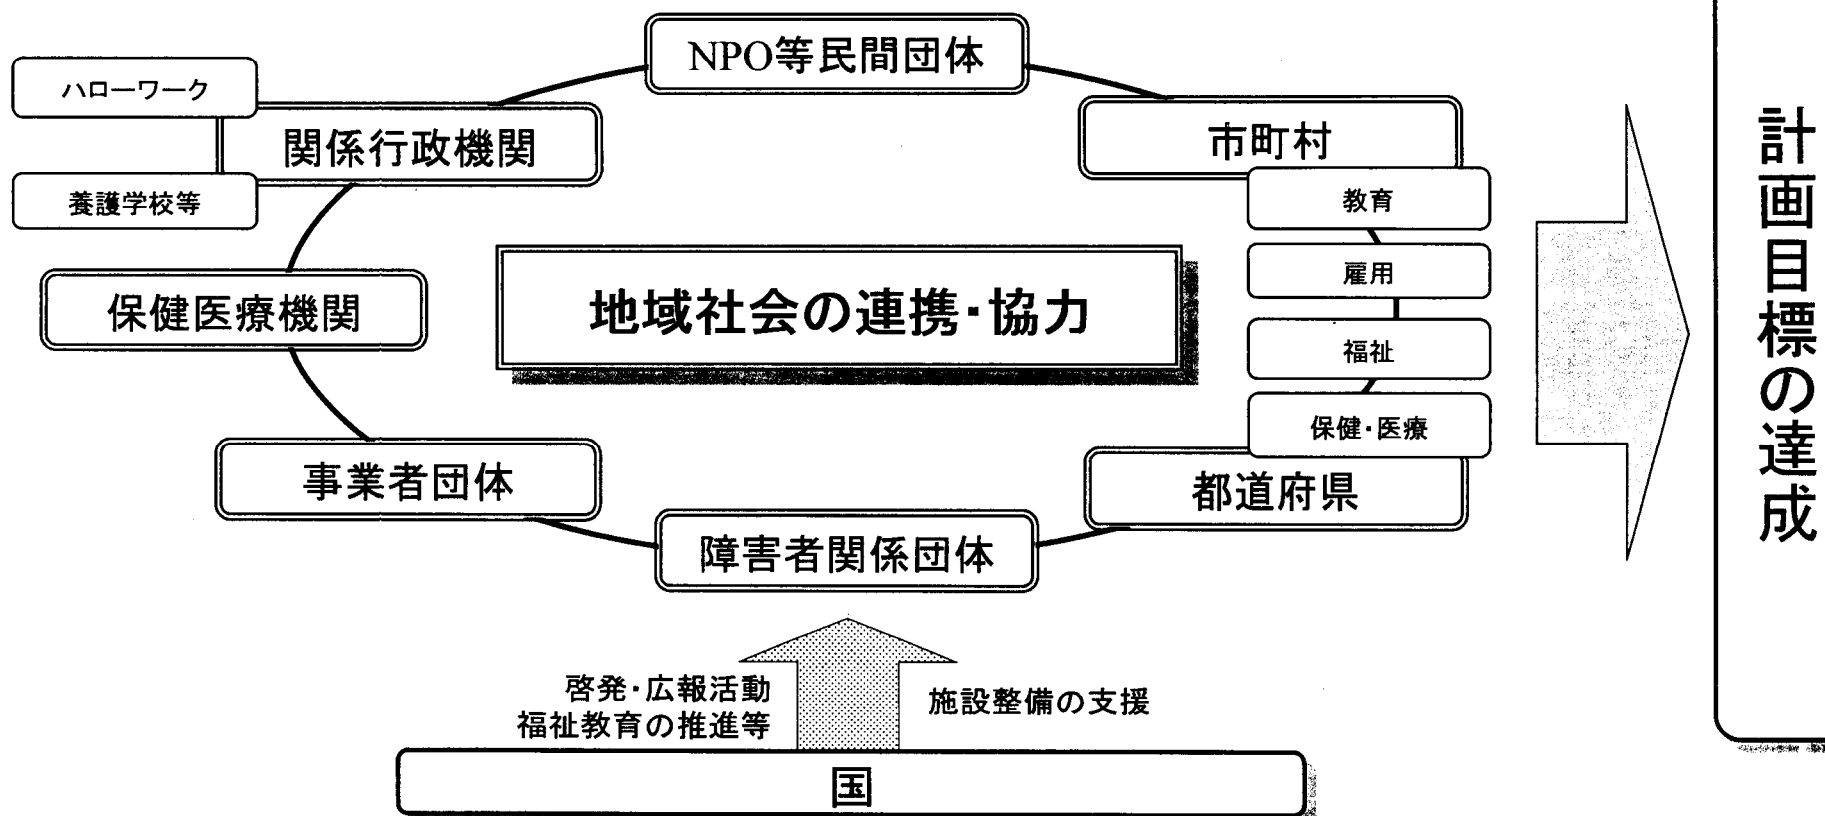 NPO等民間団体
ハローワーク
関係行政機関
養護学校等
市町村
教育
雇用
福祉
保健・医療
都道府県
保健医療機関
地域社会の連携・協力
事業者団体
障害者関係団体
啓発・広報活動
福祉教育の推進等
施設整備の支援
国
計画目標の達成